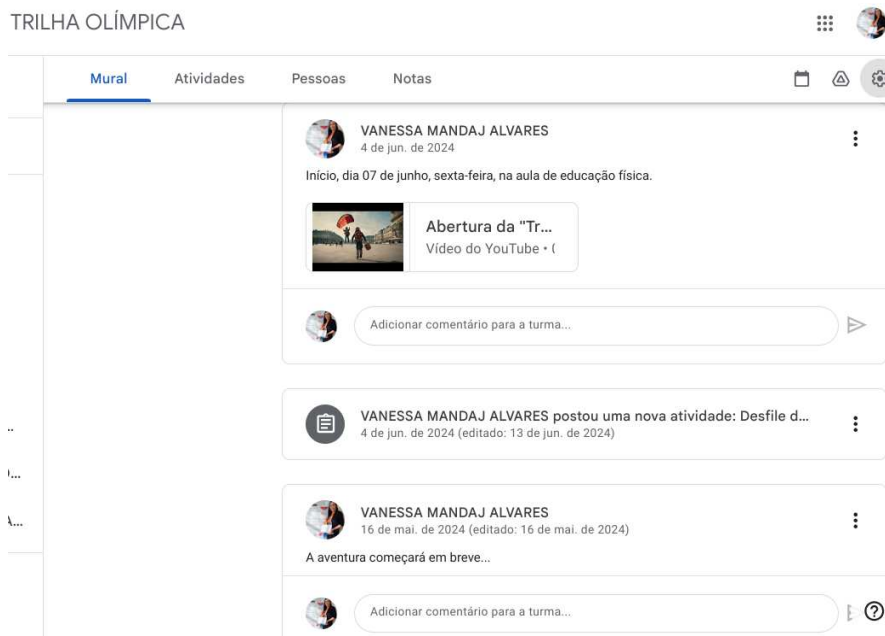 TRILHA OLÍMPICA
Mural Atividades Pessoas Notas
VANESSA MANDAJ ALVARES
4 de jun. de 2024
Início, dia 07 de junho, sexta-feira, na aula de educação física.
Abertura da "Tr...
Vídeo do YouTube •
Adicionar comentário para a turma...
...
VANESSA MANDAJ ALVARES postou uma nova atividade: Desfile d...
4 de jun. de 2024 (editado: 13 de jun. de 2024)
...
VANESSA MANDAJ ALVARES
16 de mai. de 2024 (editado: 16 de mai. de 2024)
A...
A aventura começará em breve...
Adicionar comentário para a turma...